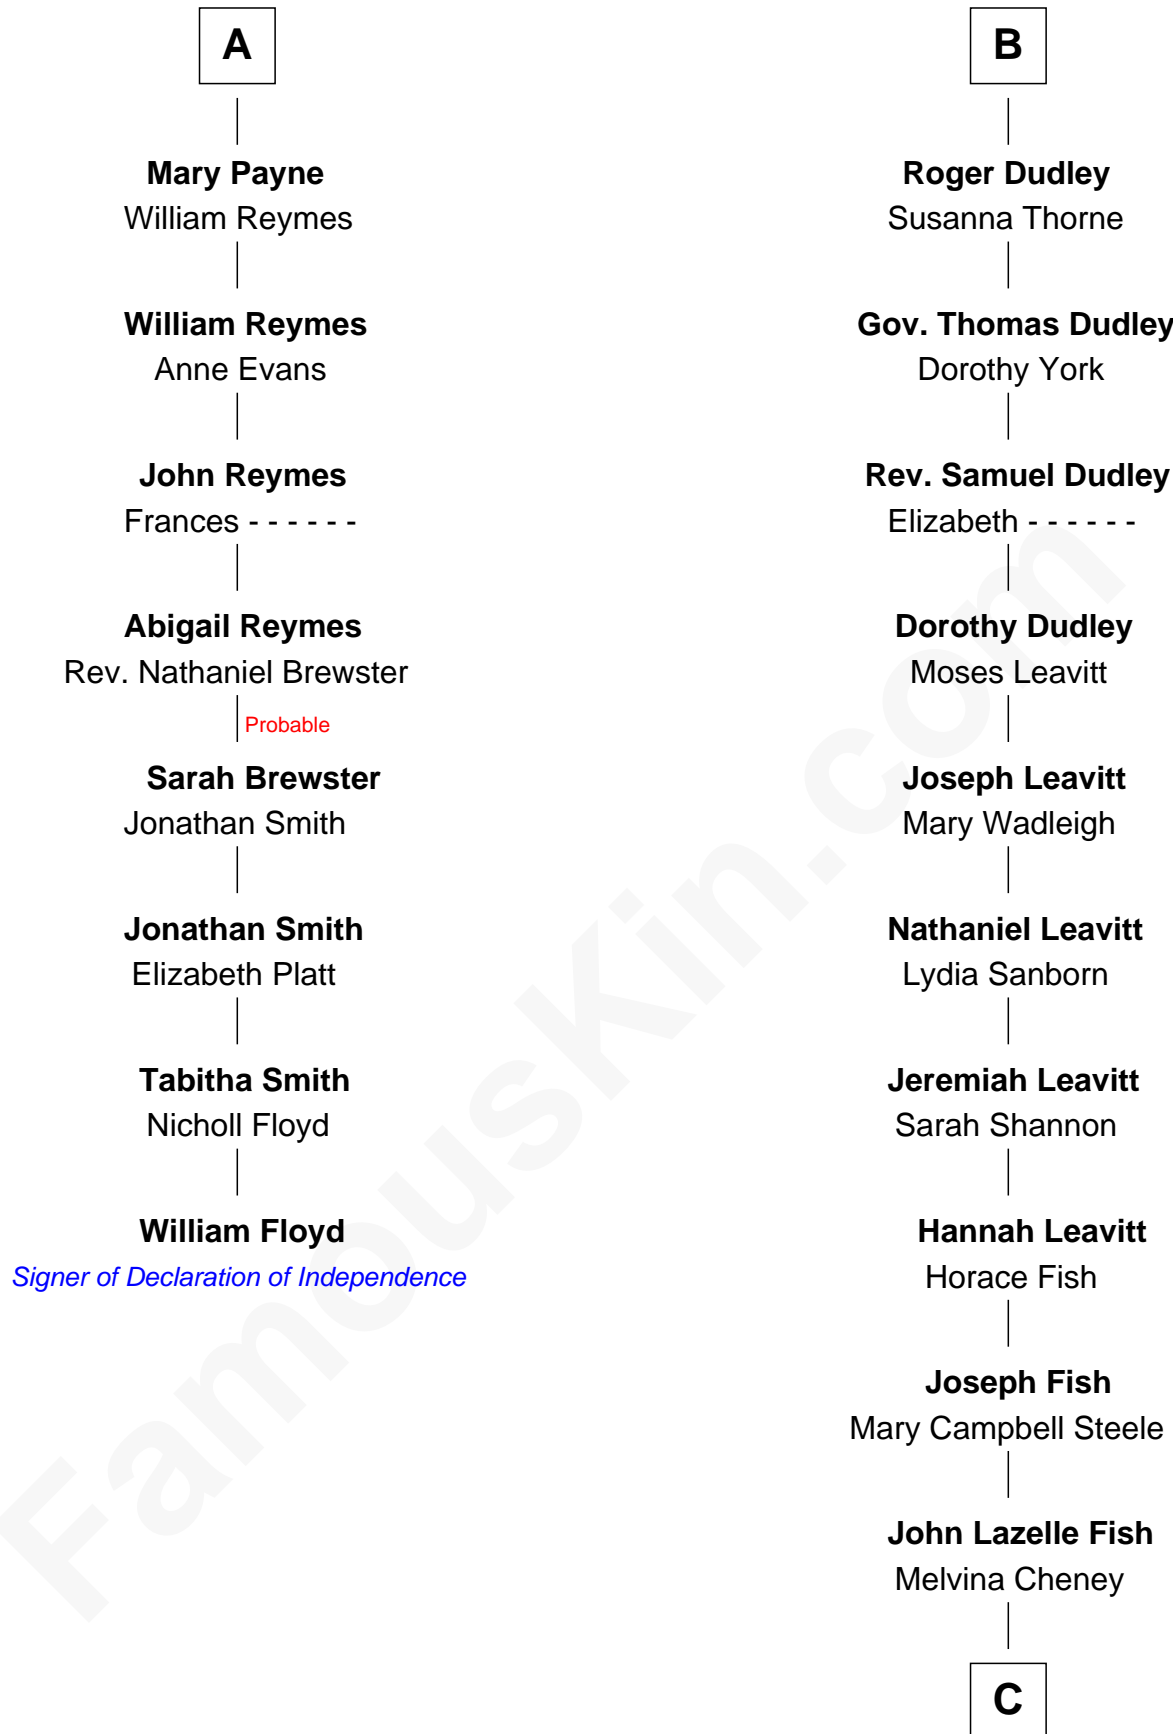 A
Mary Payne
William Reymes
William Reymes
Anne Evans
John Reymes
Frances - - - - - -
Abigail Reymes
Rev. Nathaniel Brewster
Probable
Sarah Brewster
Jonathan Smith
Jonathan Smith
Elizabeth Platt
Tabitha Smith
Nicholl Floyd
William Floyd
Signer of Declaration of Independence
B
Roger Dudley
Susanna Thorne
Gov. Thomas Dudley
Dorothy York
Rev. Samuel Dudley
Elizabeth - - - - - -
Dorothy Dudley
Moses Leavitt
Joseph Leavitt
Mary Wadleigh
Nathaniel Leavitt
Lydia Sanborn
Jeremiah Leavitt
Sarah Shannon
Hannah Leavitt
Horace Fish
Joseph Fish
Mary Campbell Steele
John Lazelle Fish
Melvina Cheney
C
FamousKin.com